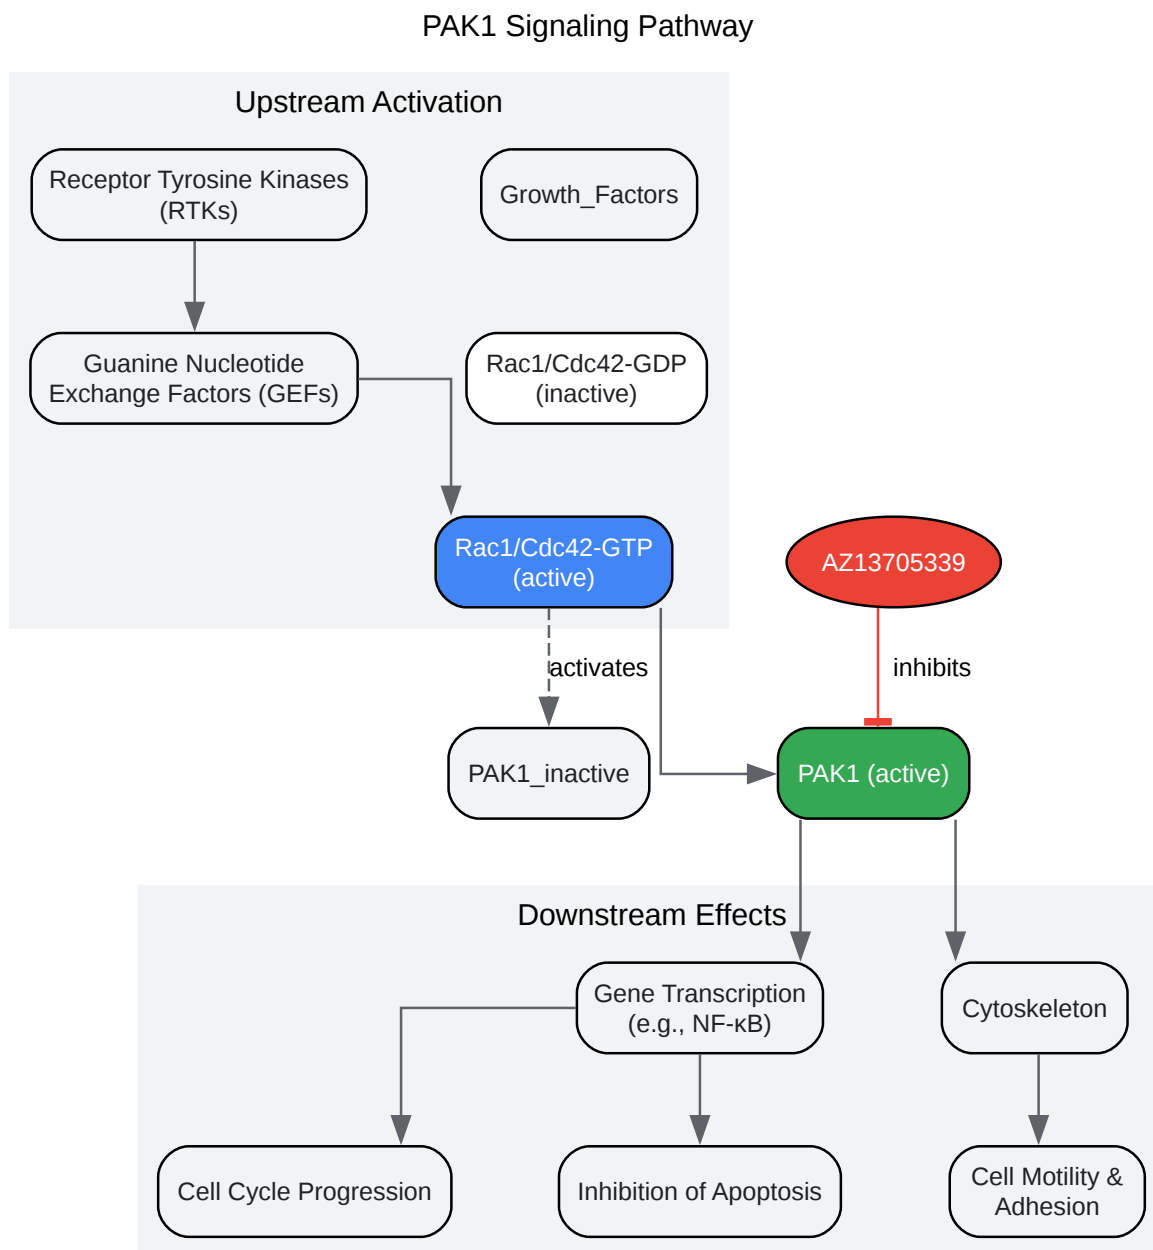 PAK1 Signaling Pathway
Upstream Activation
Receptor Tyrosine Kinases
(RTKs)
Growth_Factors
Guanine Nucleotide
Exchange Factors (GEFs)
Rac1/Cdc42-GDP
(inactive)
Rac1/Cdc42-GTP
(active)
AZ13705339
activates
inhibits
PAK1_inactive
PAK1 (active)
Downstream Effects
Gene Transcription
(e.g., NF-κB)
Cytoskeleton
Cell Cycle Progression
Inhibition of Apoptosis
Cell Motility &
Adhesion